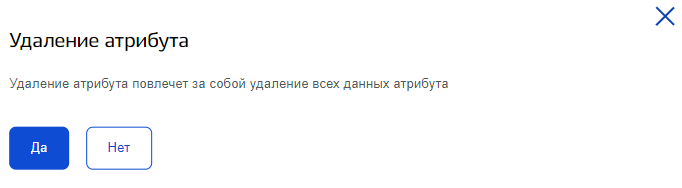 Удаление атрибута
Удаление атрибута повлечет за собой удаление всех данных атрибута
Да
Нет